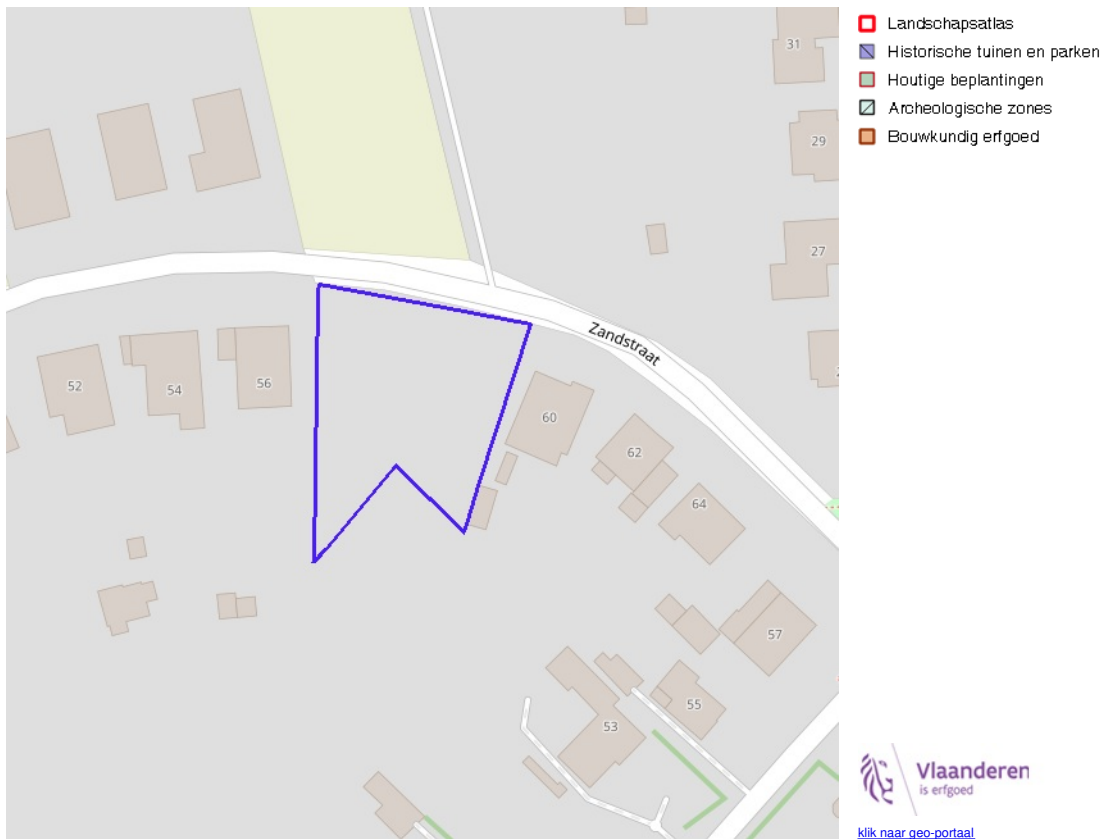 Landschapsatlas
Historische tuinen en parken
Houtige beplantingen
Archeologische zones
Bouwkundig erfgoed
31
29
27
Zandstraat
52
54
56
60
62
64
57
55
53
Vlaanderen
is erfgoed
klik naar geo-portaal